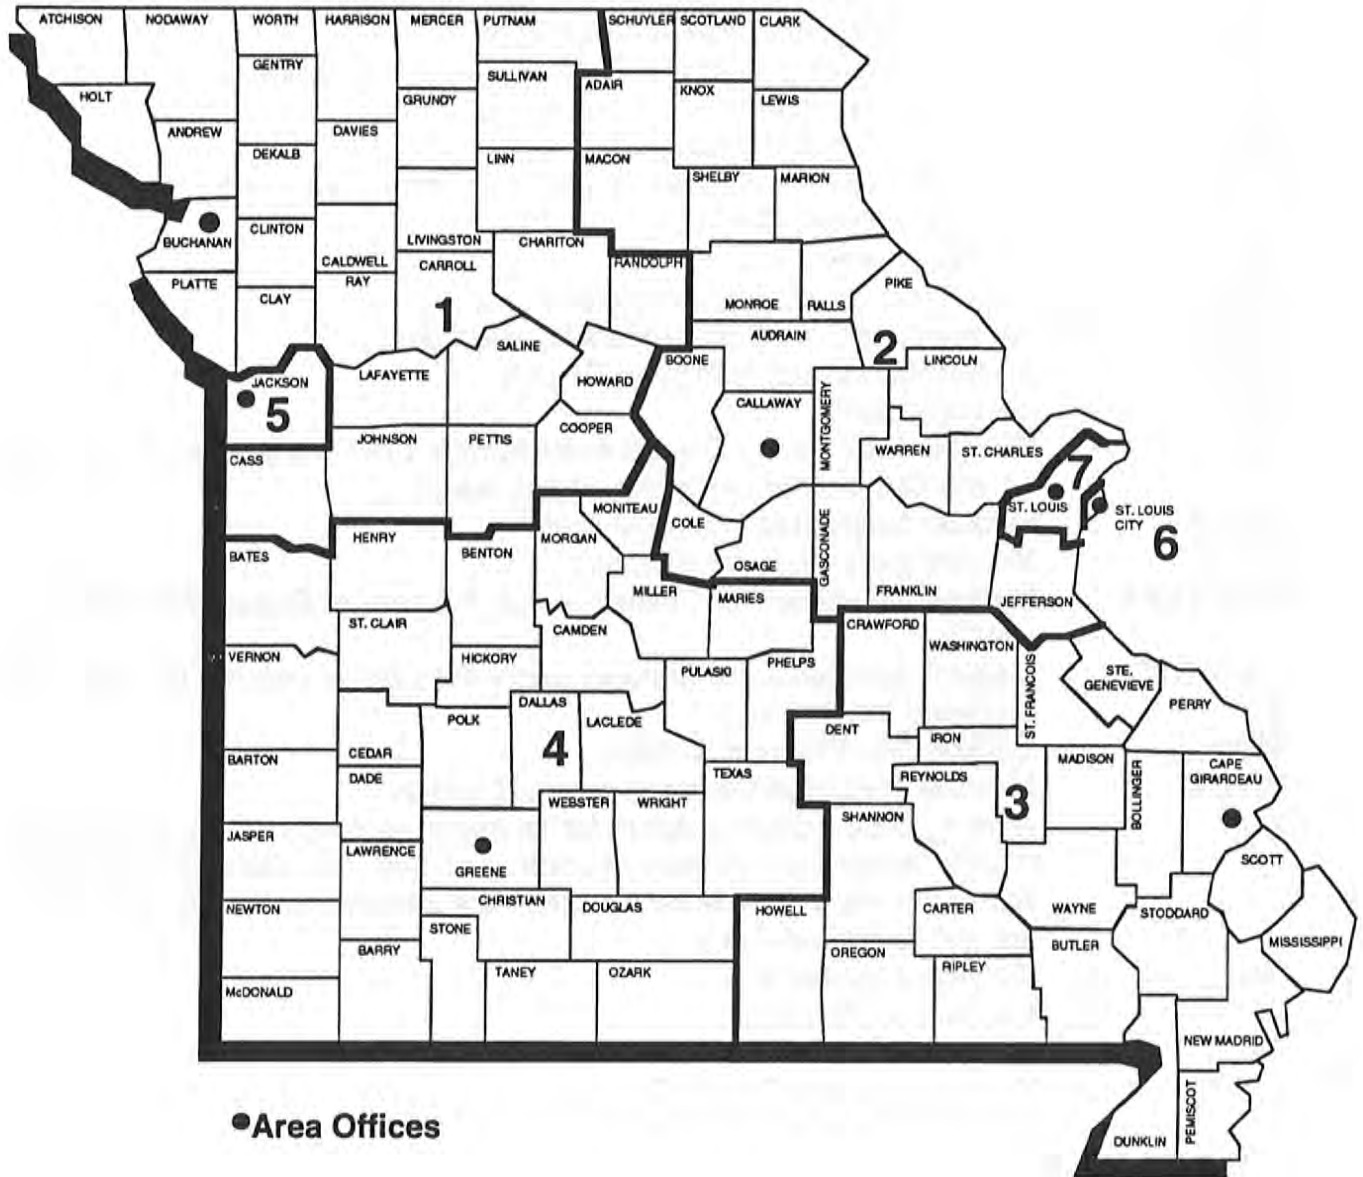 ATCHISON NODAWAY WORTH HARRISON MERCER PUTNAM SCHUYLER SCOTLAND CLARK
GENTRY
SULLIVAN ADAIR KNOX
HOLT GRUNDY LEWIS
ANDREW DAVIES
DEKALB LINN MACON
SHELBY MARION
BUCHANAN CLINTON LIVINGSTON CHARITON
CALDWELL CARROLL RANDOLPH
PLATTE CLAY RAY PIKE
1 MONROE RALLS
AUDRAIN
SALINE 2
LAFAYETTE BOONE LINCOLN
JACKSON HOWARD
5 CALLAWAY MONTGOMERY
JOHNSON PETTIS COOPER
CASS WARREN ST. CHARLES
7
MONITEAU COLE GASCONADE ST. LOUIS ST. LOUIS
CITY
HENRY MORGAN 6
BATES BENTON OSAGE
MILLER MARIES FRANKLIN JEFFERSON
ST. CLAIR CAMDEN CRAWFORD
WASHINGTON
VERNON HICKORY PULASKI PHELPS ST. FRANCOIS STE.
GENEVIEVE
DALLAS PERRY
POLK LACLEDE DENT
4 IRON
CEDAR MADISON
BARTON CAPE
GIRARDEAU
DADE TEXAS REYNOLDS BOLLINGER
WEBSTER WRIGHT 3
JASPER SHANNON
LAWRENCE
GREENE SCOTT
CHRISTIAN
NEWTON DOUGLAS HOWELL CARTER WAYNE STODDARD
STONE
BARRY OREGON BUTLER MISSISSIPPI
TANEY OZARK RIPLEY
McDONALD
NEW MADRID
PEMISCOT
Area Offices
DUNKLIN